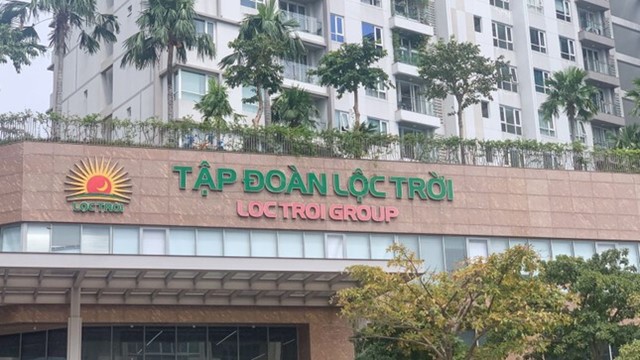 TẬP ĐOÀN LỘC TRỜI
LOC TROI GROUP
LỘC TRỜI